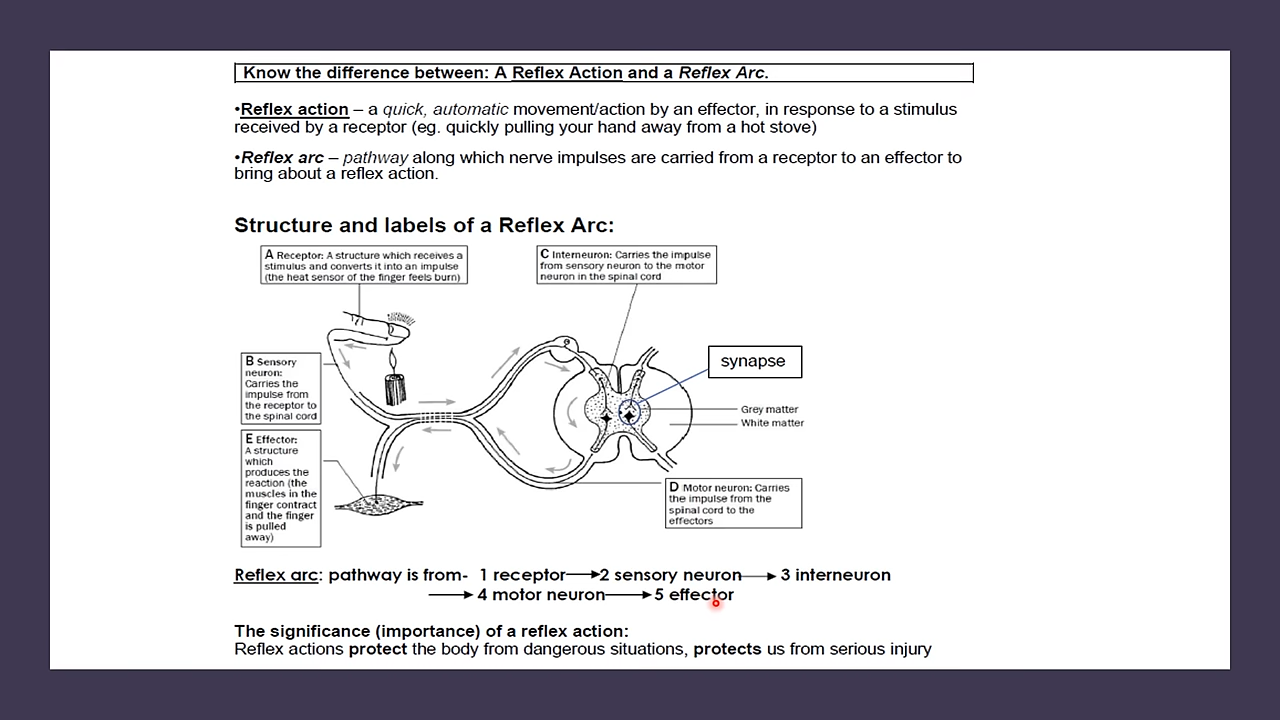 Know the difference between: A Reflex Action and a Reflex Arc.
•Reflex action – a quick, automatic movement/action by an effector, in response to a stimulus
received by a receptor (eg. quickly pulling your hand away from a hot stove)
•Reflex arc – pathway along which nerve impulses are carried from a receptor to an effector to
bring about a reflex action.
Structure and labels of a Reflex Arc:
A Receptor: A structure which receives a
stimulus and converts it into an impulse
(the heat sensor of the finger feels burn)
C Interneuron: Carries the impulse
from sensory neuron to the motor
neuron in the spinal cord
B Sensory
neuron:
Carries the
impulse from
the receptor to
the spinal cord
synapse
Grey matter
White matter
E Effector:
A structure
which
produces the
reaction (the
muscles in the
finger contract
and the finger
is pulled
away)
D Motor neuron: Carries
the impulse from the
spinal cord to the
effectors
Reflex arc: pathway is from- 1 receptor→2 sensory neuron→ 3 interneuron
→ 4 motor neuron→ 5 effector
The significance (importance) of a reflex action:
Reflex actions protect the body from dangerous situations, protects us from serious injury